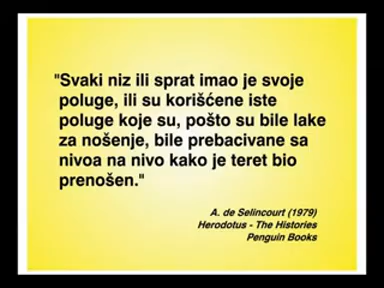 "Svaki niz ili sprat imao je svoje
poluge, ili su korišćene iste
poluge koje su, pošto su bile lake
za nošenje, bile prebacivane sa
nivoa na nivo kako je teret bio
prenošen."
A. de Selincourt (1979)
Herodotus - The Histories
Penguin Books